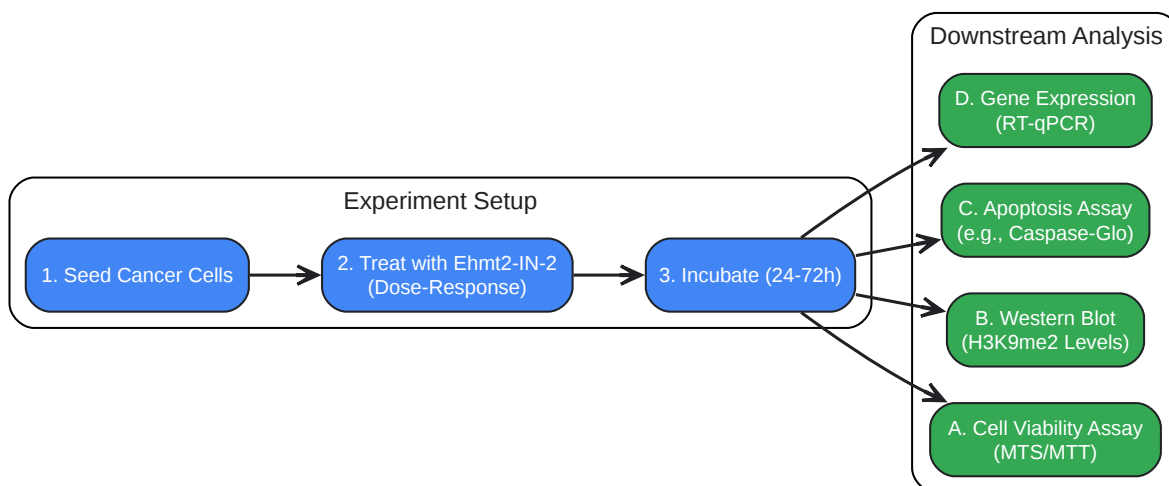 Experiment Setup
1. Seed Cancer Cells
2. Treat with Ehmt2-IN-2
(Dose-Response)
3. Incubate (24-72h)
Downstream Analysis
D. Gene Expression
(RT-qPCR)
C. Apoptosis Assay
(e.g., Caspase-Glo)
B. Western Blot
(H3K9me2 Levels)
A. Cell Viability Assay
(MTS/MTT)